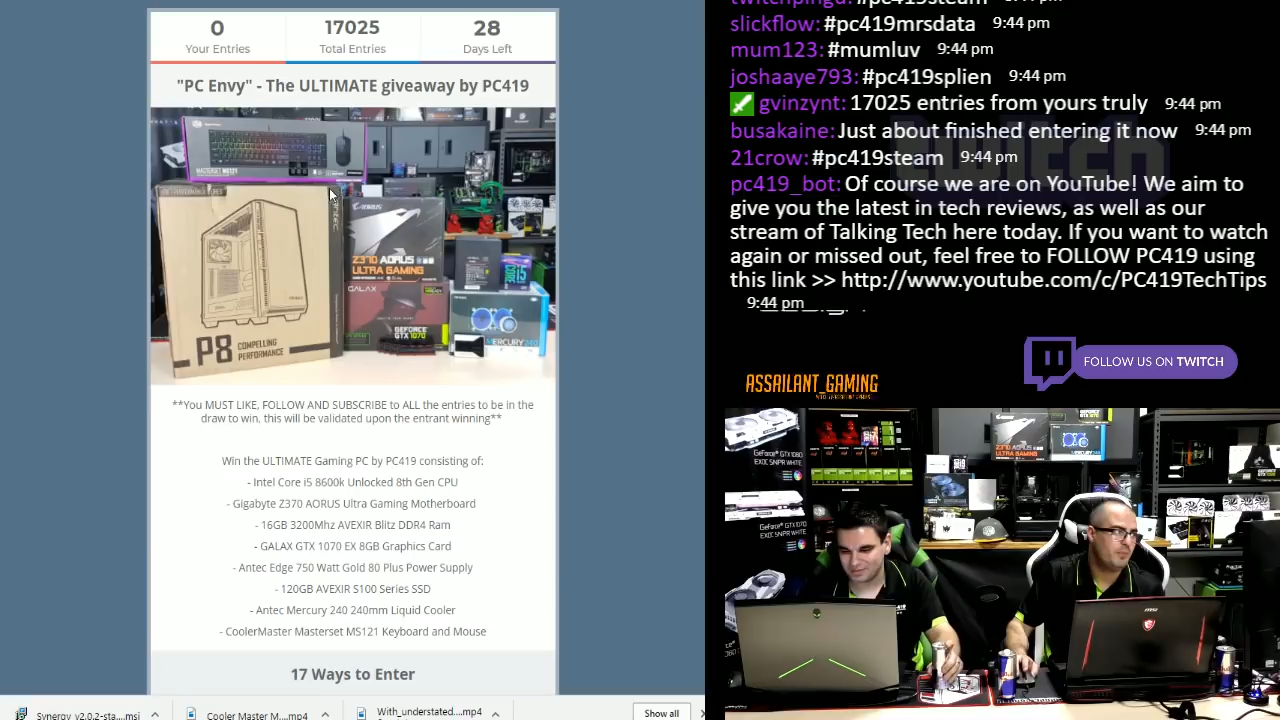 0
17025
28
Your Entries
Total Entries
Days Left
"PC Envy" - The ULTIMATE giveaway by PC419
MASTERSET MS121
AORUS
Z370 AORUS
ULTRA GAMING
GALAX
GEFORCE
GTX 1070
MERCURY 240
P8 COMPELLING
PERFORMANCE
**You MUST LIKE, FOLLOW AND SUBSCRIBE to ALL the entries to be in the
draw to win, this will be validated upon the entrant winning**
Win the ULTIMATE Gaming PC by PC419 consisting of:
- Intel Core i5 8600k Unlocked 8th Gen CPU
- Gigabyte Z370 AORUS Ultra Gaming Motherboard
- 16GB 3200Mhz AVEXIR Blitz DDR4 Ram
- GALAX GTX 1070 EX 8GB Graphics Card
- Antec Edge 750 Watt Gold 80 Plus Power Supply
- 120GB AVEXIR S100 Series SSD
- Antec Mercury 240 240mm Liquid Cooler
- CoolerMaster Masterset MS121 Keyboard and Mouse
17 Ways to Enter
Synergy_v2.0.2-sta....msi
Cooler Master M....mp4
With_understated....mp4
Show all
slickflow: #pc419mrsdata 9:44 pm
mum123: #mumluv 9:44 pm
joshaaye793: #pc419splien 9:44 pm
gvinzynt: 17025 entries from yours truly 9:44 pm
busakaine: Just about finished entering it now 9:44 pm
21crow: #pc419steam 9:44 pm
pc419_bot: Of course we are on YouTube! We aim to
give you the latest in tech reviews, as well as our
stream of Talking Tech here today. If you want to watch
again or missed out, feel free to FOLLOW PC419 using
this link >> http://www.youtube.com/c/PC419TechTips
9:44 pm
FOLLOW US ON TWITCH
ASSAILANT_GAMING
GeForce GTX 1080
EXOC SNPR WHITE
GeForce GTX 1070
EXOC SNPR WHITE
Z370 AORUS
ULTRA GAMING
msi